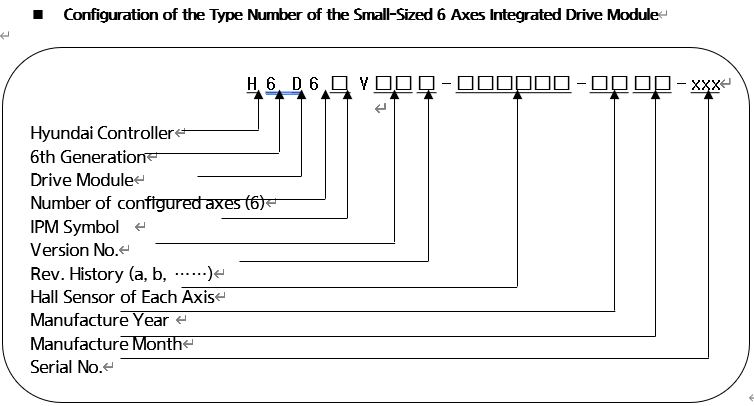 ■ Configuration of the Type Number of the Small-Sized 6 Axes Integrated Drive Module↵
↵
H 6 D 6 □ V □□ □ - □□□□□□ - □□ □□ - xxx↵
↵
Hyundai Controller↵
6th Generation↵
Drive Module↵
Number of configured axes (6)↵
IPM Symbol ↵
Version No.↵
Rev. History (a, b, ……)↵
Hall Sensor of Each Axis↵
Manufacture Year ↵
Manufacture Month↵
Serial No.↵
↵